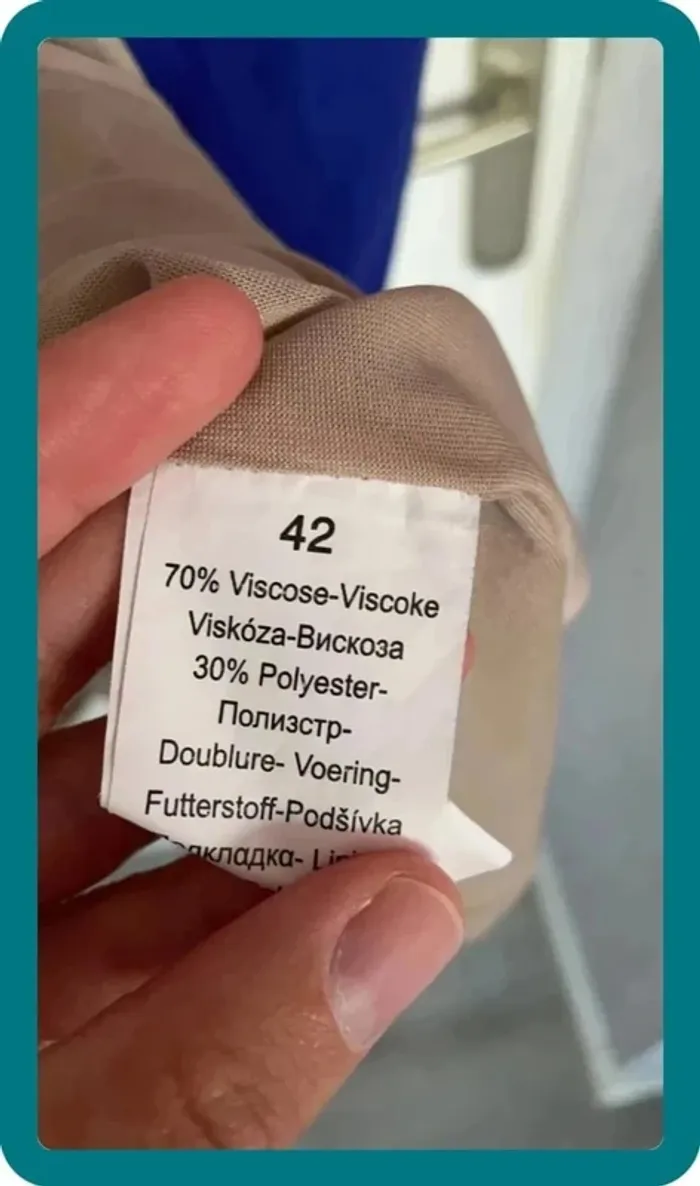 42
70% Viscose-Viscoke
Viskóza-Вискоза
30% Polyester-
Полизстр-
Doublure- Voering-
Futterstoff-Podšívka